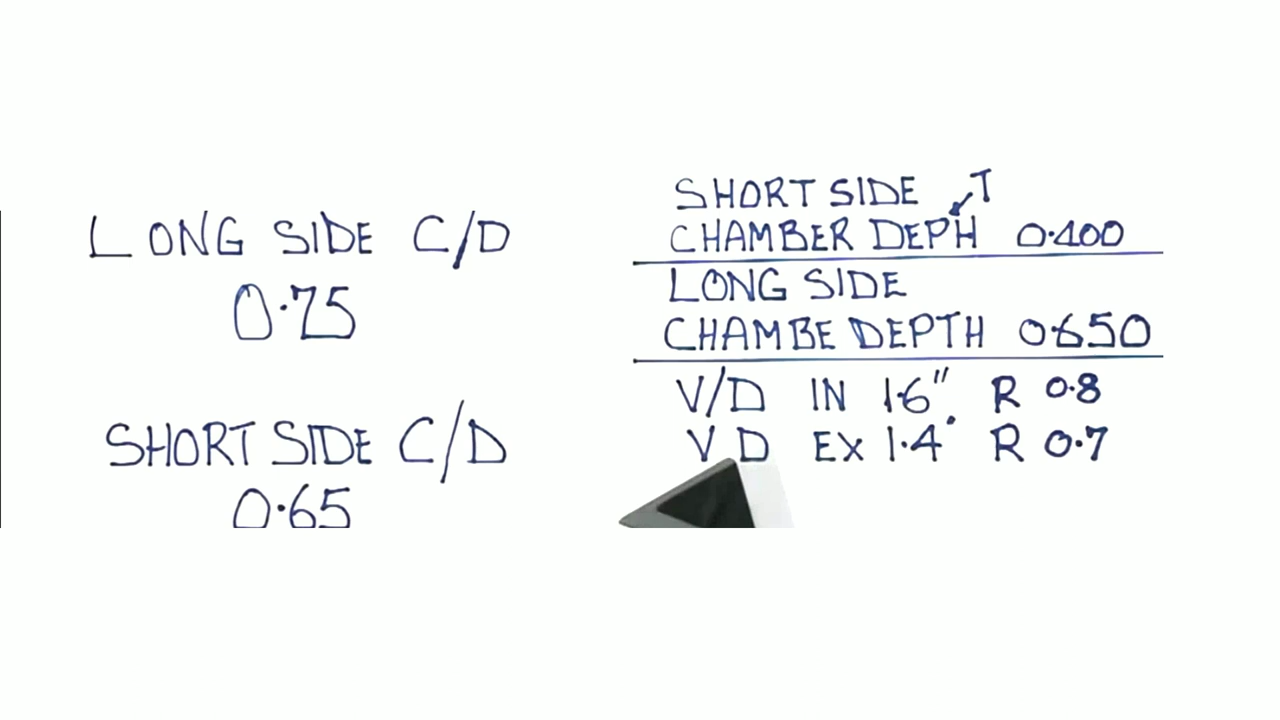 LONG SIDE C/D
0.75
SHORT SIDE C/D
0.65
SHORT SIDE T
CHAMBER DEPH 0.400
LONG SIDE
CHAMBE DEPTH 0.650
V/D IN 1.6" R 0.8
V D EX 1.4" R 0.7